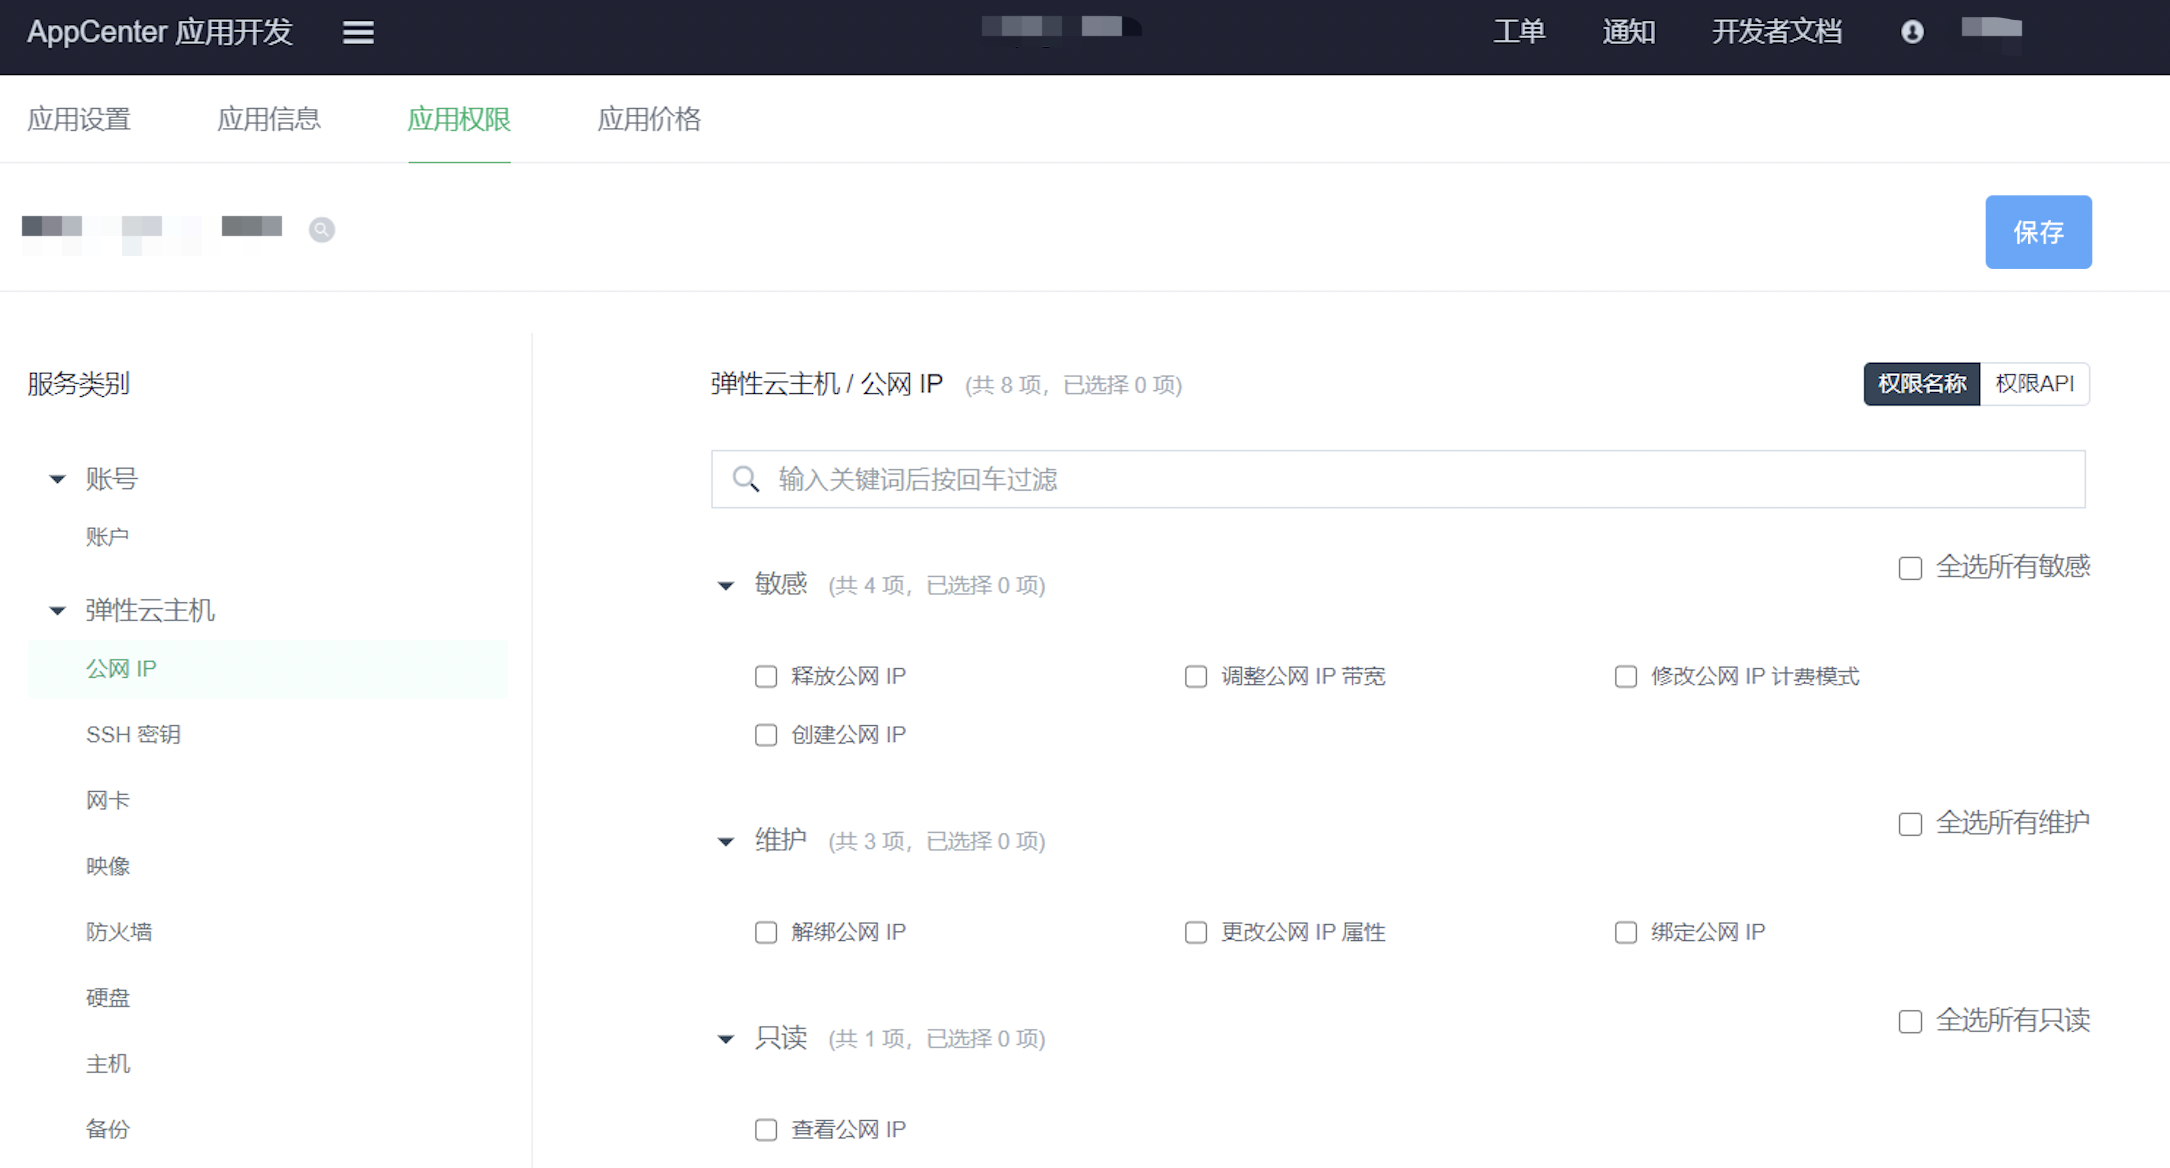 AppCenter 应用开发
工单 通知 开发者文档
应用设置 应用信息 应用权限 应用价格
保存
服务类别
账号
账户
弹性云主机
公网 IP
SSH 密钥
网卡
映像
防火墙
硬盘
主机
备份
弹性云主机 / 公网 IP (共 8 项，已选择 0 项)
权限名称 权限API
输入关键词后按回车过滤
敏感 (共 4 项，已选择 0 项)
全选所有敏感
释放公网 IP 调整公网 IP 带宽 修改公网 IP 计费模式
创建公网 IP
维护 (共 3 项，已选择 0 项)
全选所有维护
解绑公网 IP 更改公网 IP 属性 绑定公网 IP
只读 (共 1 项，已选择 0 项)
全选所有只读
查看公网 IP